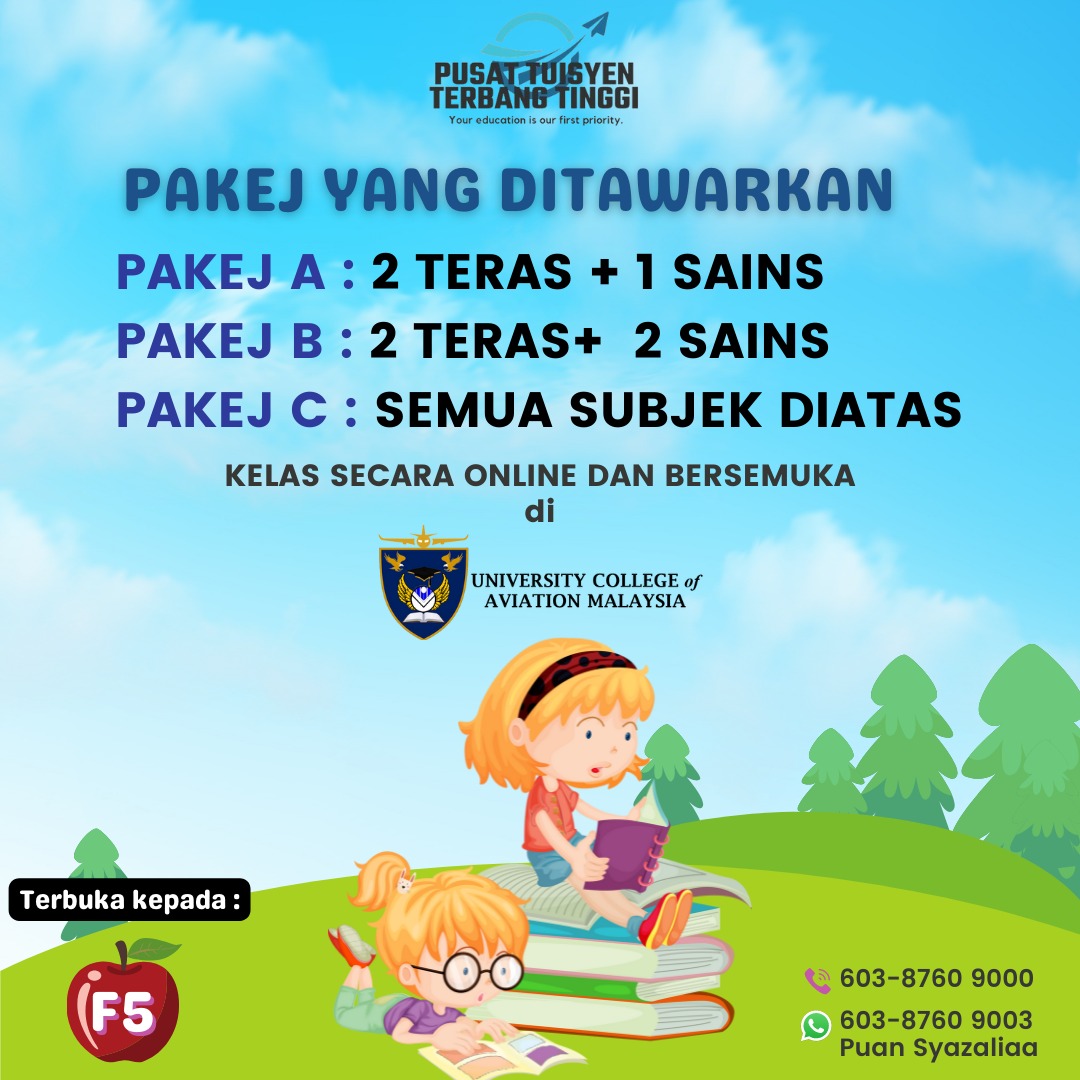 PUSAT TUISYEN
TERBANG TINGGI
Your education is our first priority.
PAKEJ YANG DITAWARKAN
PAKEJ A : 2 TERAS + 1 SAINS
PAKEJ B : 2 TERAS+ 2 SAINS
PAKEJ C : SEMUA SUBJEK DIATAS
KELAS SECARA ONLINE DAN BERSEMUKA
di
UNIVERSITY COLLEGE of
AVIATION MALAYSIA
Terbuka kepada :
F5
603-8760 9000
603-8760 9003
Puan Syazaliaa